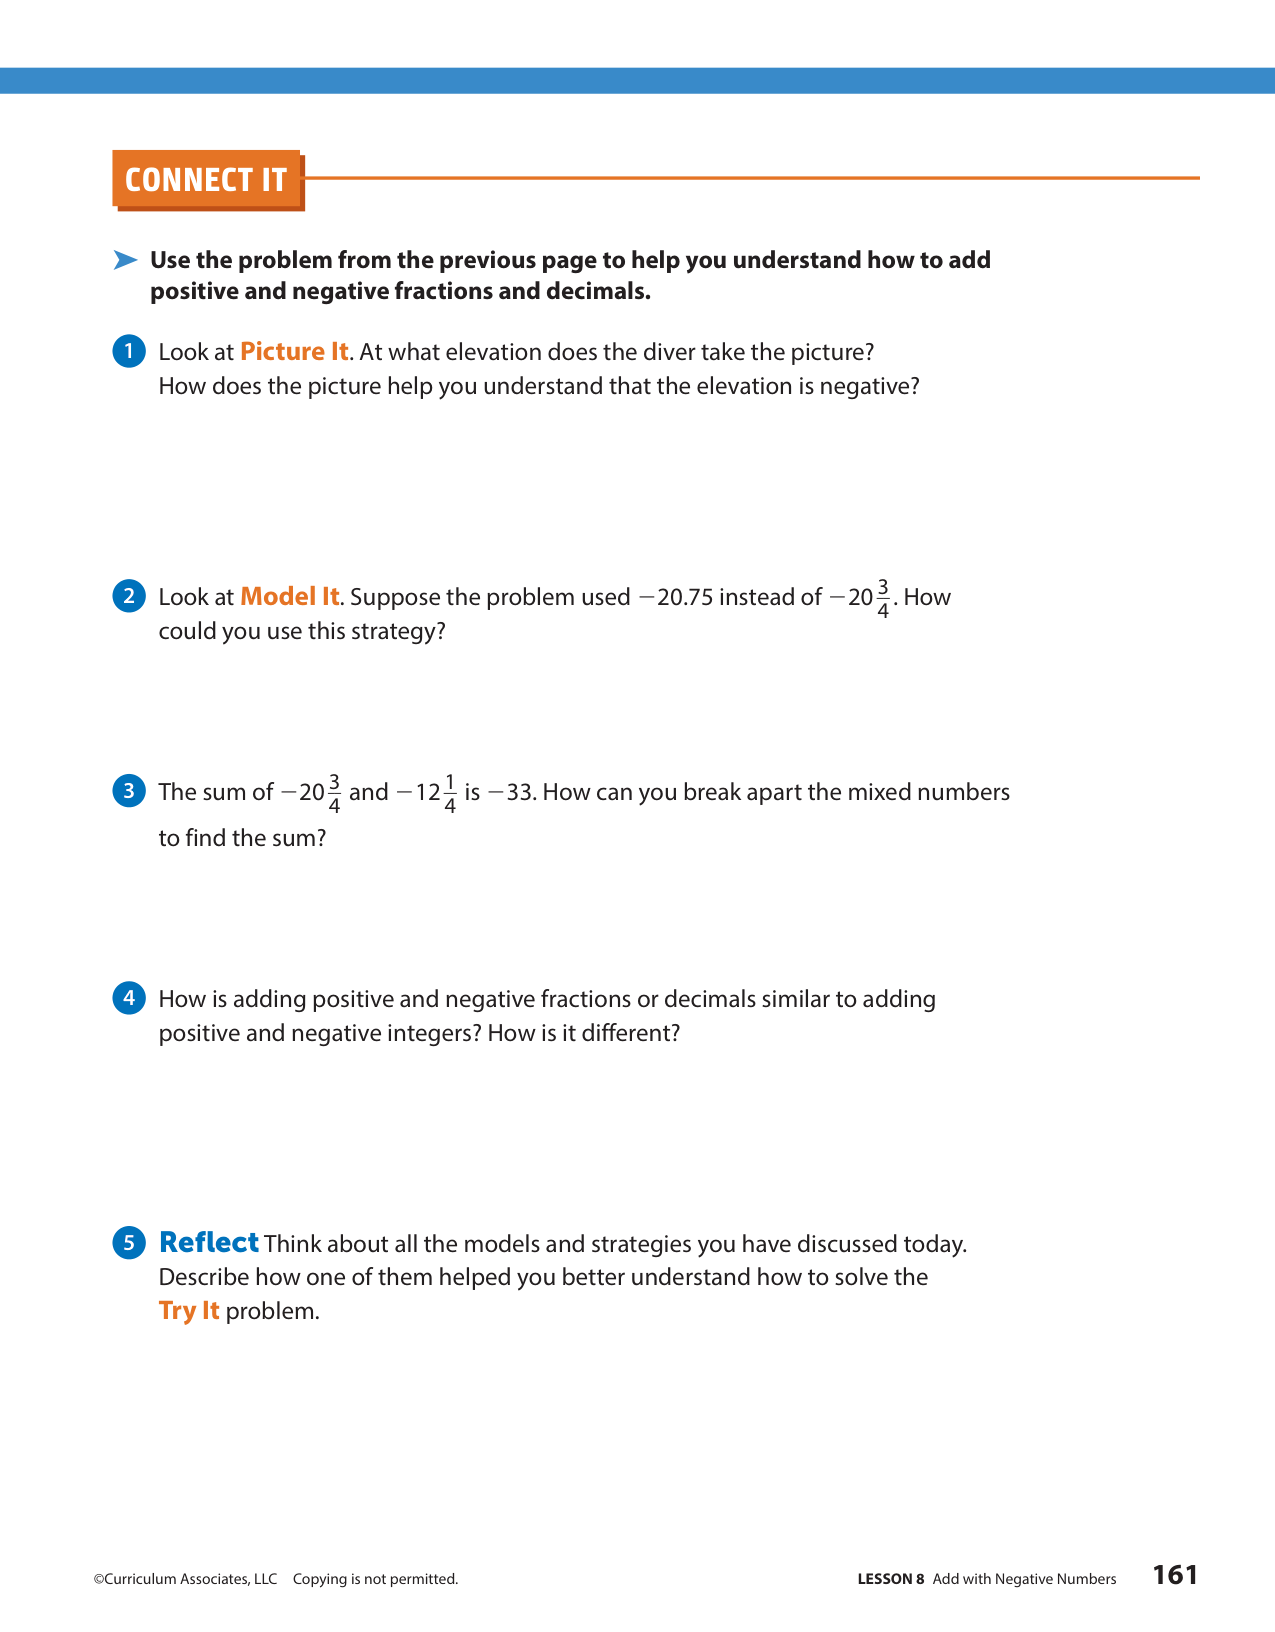 CONNECT IT
➤ Use the problem from the previous page to help you understand how to add
positive and negative fractions and decimals.
1 Look at Picture It. At what elevation does the diver take the picture?
How does the picture help you understand that the elevation is negative?
2 Look at Model It. Suppose the problem used −20.75 instead of −20 3/4. How
could you use this strategy?
3 The sum of −20 3/4 and −12 1/4 is −33. How can you break apart the mixed numbers
to find the sum?
4 How is adding positive and negative fractions or decimals similar to adding
positive and negative integers? How is it different?
5 Reflect Think about all the models and strategies you have discussed today.
Describe how one of them helped you better understand how to solve the
Try It problem.
©Curriculum Associates, LLC Copying is not permitted.
LESSON 8 Add with Negative Numbers 161